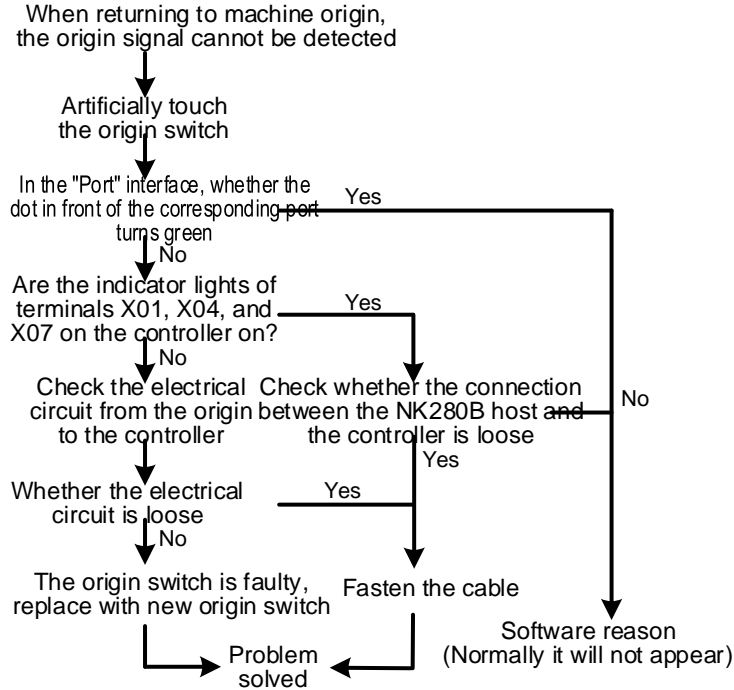 When returning to machine origin,
the origin signal cannot be detected
Artificially touch
the origin switch
In the "Port" interface, whether the
dot in front of the corresponding port
turns green
Yes
No
Are the indicator lights of
terminals X01, X04, and
X07 on the controller on?
Yes
No
Check the electrical
circuit from the origin
to the controller
Check whether the connection
between the NK280B host and
the controller is loose
No
Yes
Whether the electrical
circuit is loose
Yes
No
The origin switch is faulty,
replace with new origin switch
Fasten the cable
Software reason
(Normally it will not appear)
Problem
solved